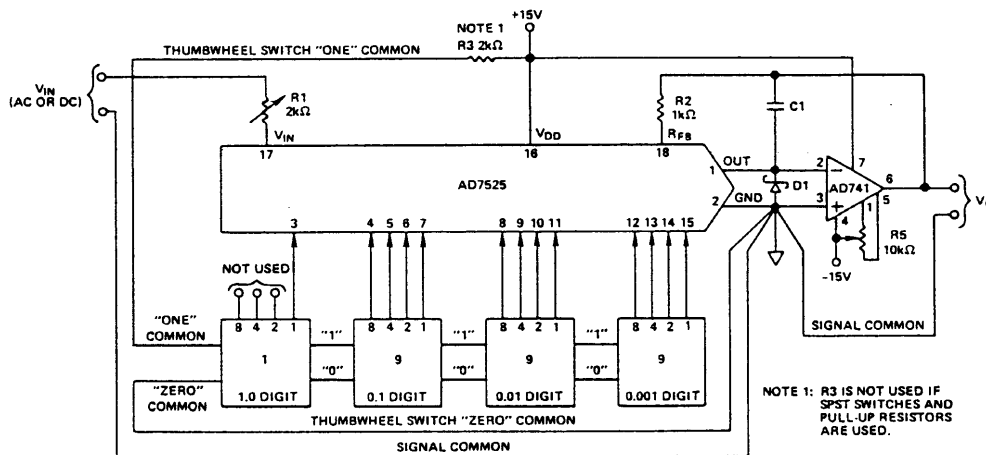 +15V
NOTE 1
R3 2kΩ
THUMBWHEEL SWITCH "ONE" COMMON
VIN
(AC OR DC)
R1
2kΩ
R2
1kΩ
C1
VIN
VDD
RFB
17
16
18
AD7525
1
OUT
2
GND
D1
2
3
7
AD741
6
1
5
4
R5
10kΩ
-15V
3
4 5 6 7
8 9 10 11
12 13 14 15
NOT USED
8 4 2 1
8 4 2 1
8 4 2 1
8 4 2 1
"ONE"
COMMON
"1"
"1"
"1"
1
9
9
9
"0"
"0"
"0"
"ZERO"
COMMON
1.0 DIGIT
0.1 DIGIT
0.01 DIGIT
0.001 DIGIT
SIGNAL COMMON
THUMBWHEEL SWITCH "ZERO" COMMON
SIGNAL COMMON
NOTE 1: R3 IS NOT USED IF
SPST SWITCHES AND
PULL-UP RESISTORS
ARE USED.